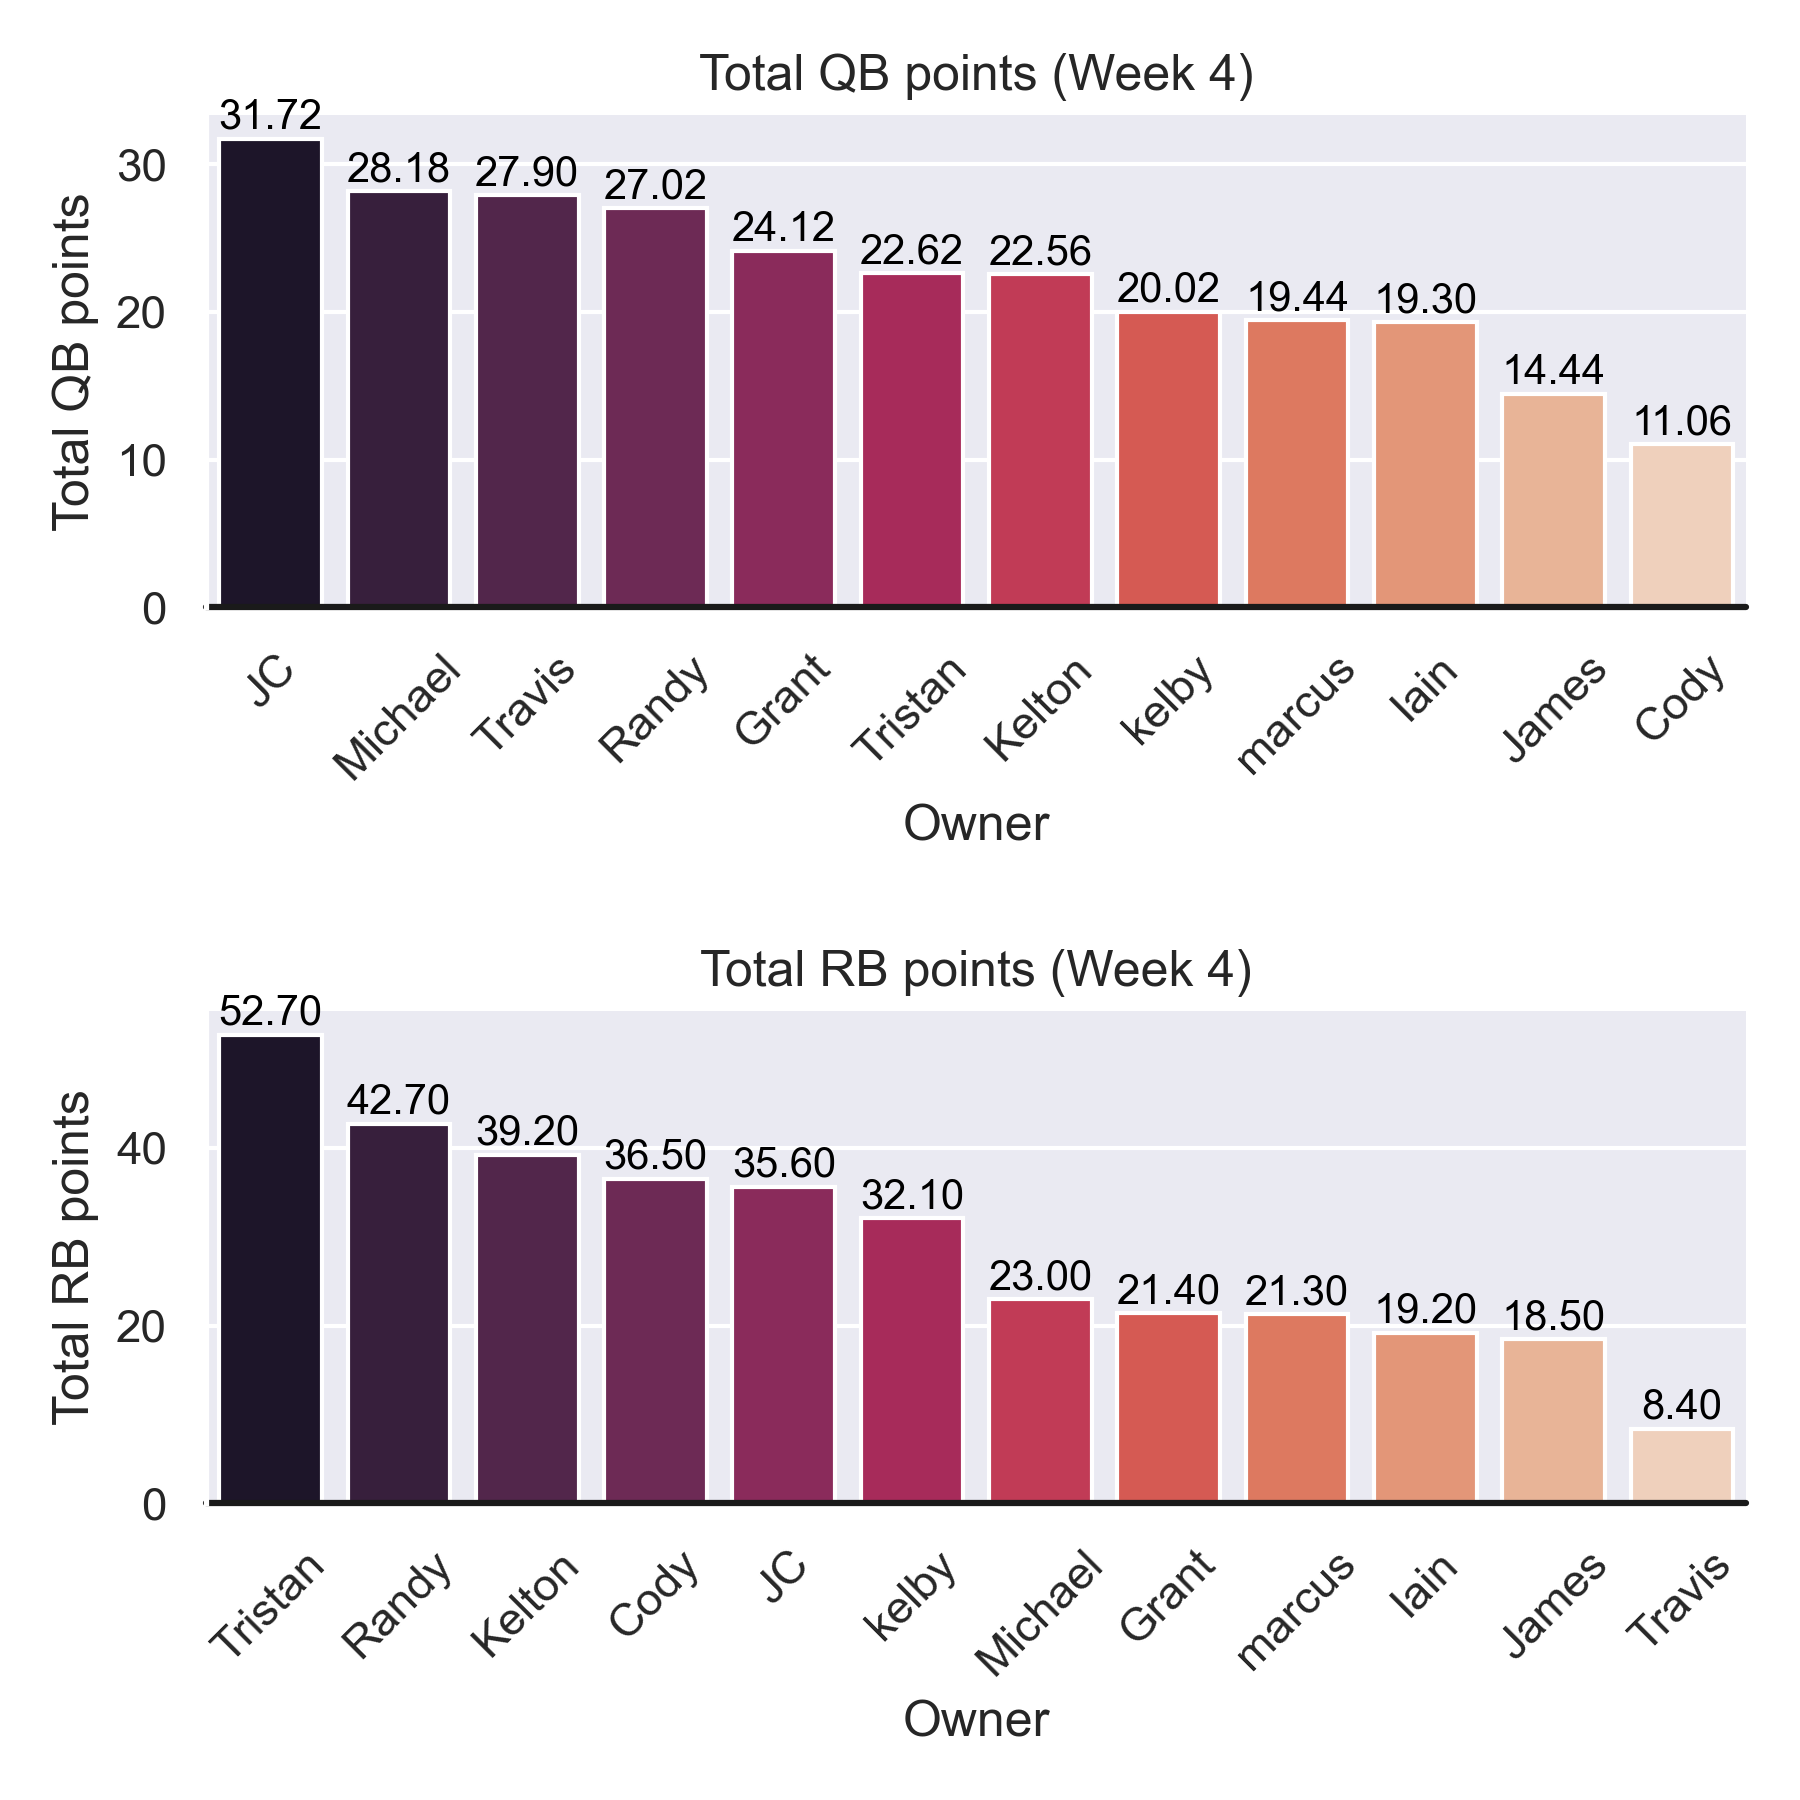 Total QB points (Week 4)
31.72
28.18
27.90
27.02
24.12
22.62
22.56
20.02
19.44
19.30
14.44
11.06
30
20
10
0
Total QB points
JC
Michael
Travis
Randy
Grant
Tristan
Kelton
kelby
marcus
Iain
James
Cody
Owner
Total RB points (Week 4)
52.70
42.70
39.20
36.50
35.60
32.10
23.00
21.40
21.30
19.20
18.50
8.40
40
20
0
Total RB points
Tristan
Randy
Kelton
Cody
JC
kelby
Michael
Grant
marcus
Iain
James
Travis
Owner